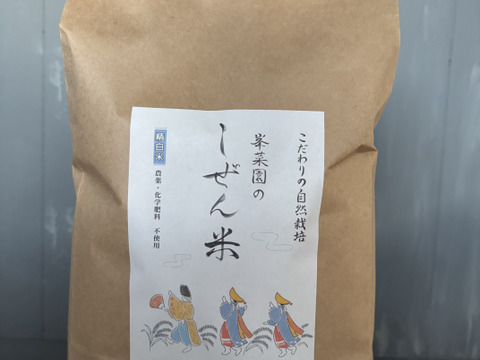 こだわりの自然栽培
峯菜園の
しぜん米
精白米
農薬・化学肥料 不使用